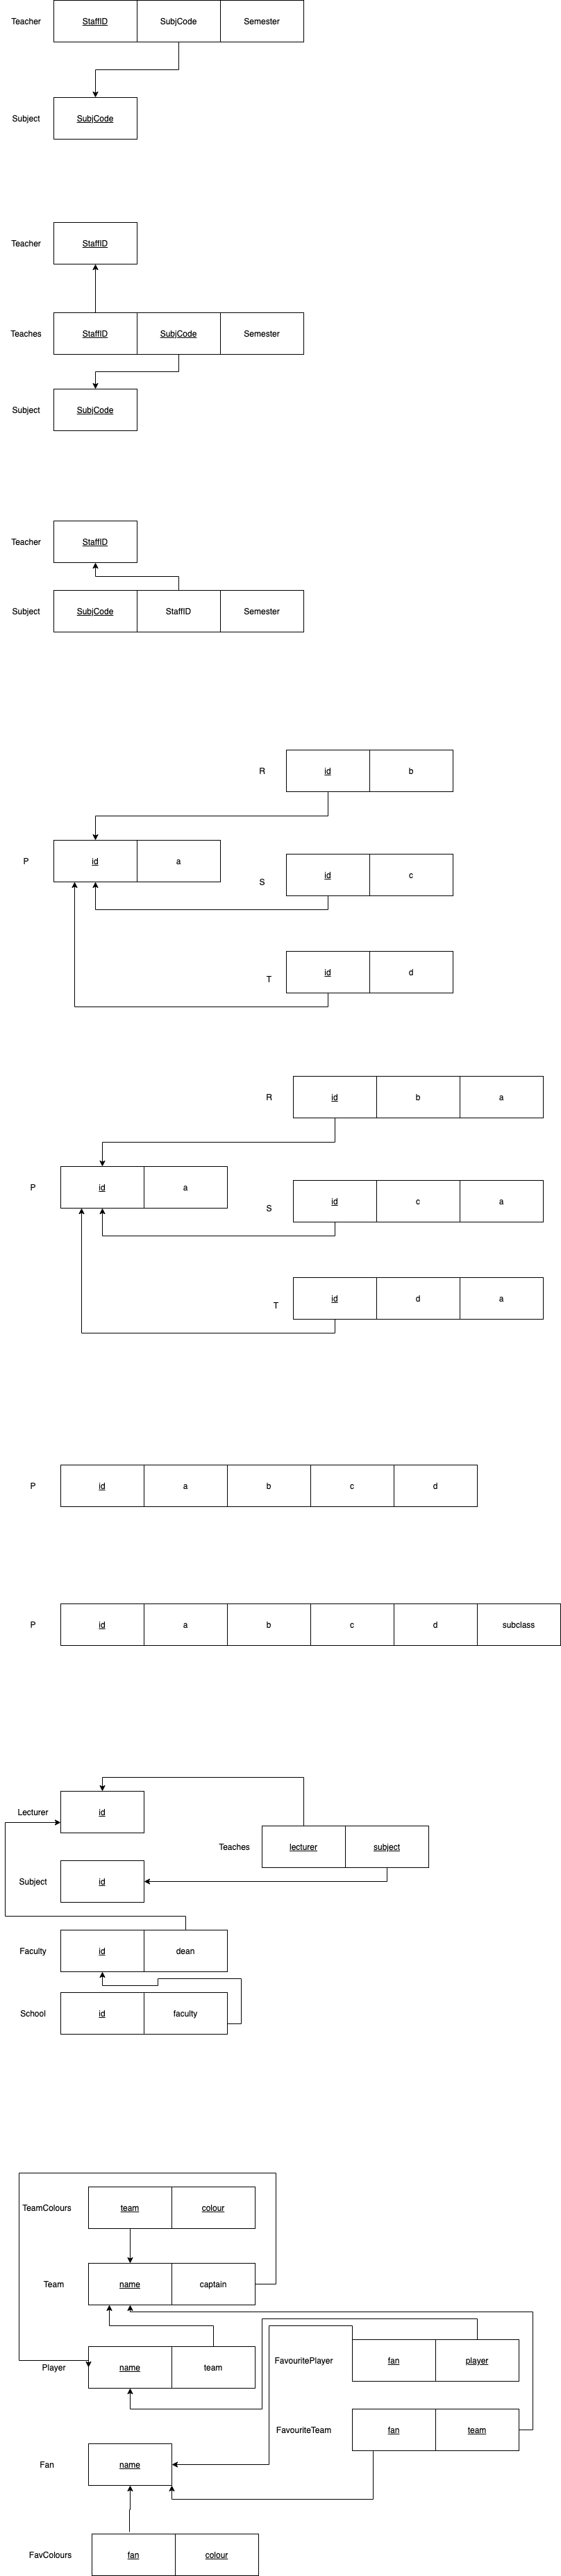 Teacher StaffID SubjCode Semester
Subject SubjCode
Teacher StaffID
Teaches StaffID SubjCode Semester
Subject SubjCode
Teacher StaffID
Subject SubjCode StaffID Semester
R id b
P id a
S id c
T id d
R id b a
P id a
S id c a
T id d a
P id a b c d
P id a b c d subclass
Lecturer id
Teaches lecturer subject
Subject id
Faculty id dean
School id faculty
TeamColours team colour
Team name captain
Player name team
FavouritePlayer fan player
FavouriteTeam fan team
Fan name
FavColours fan colour